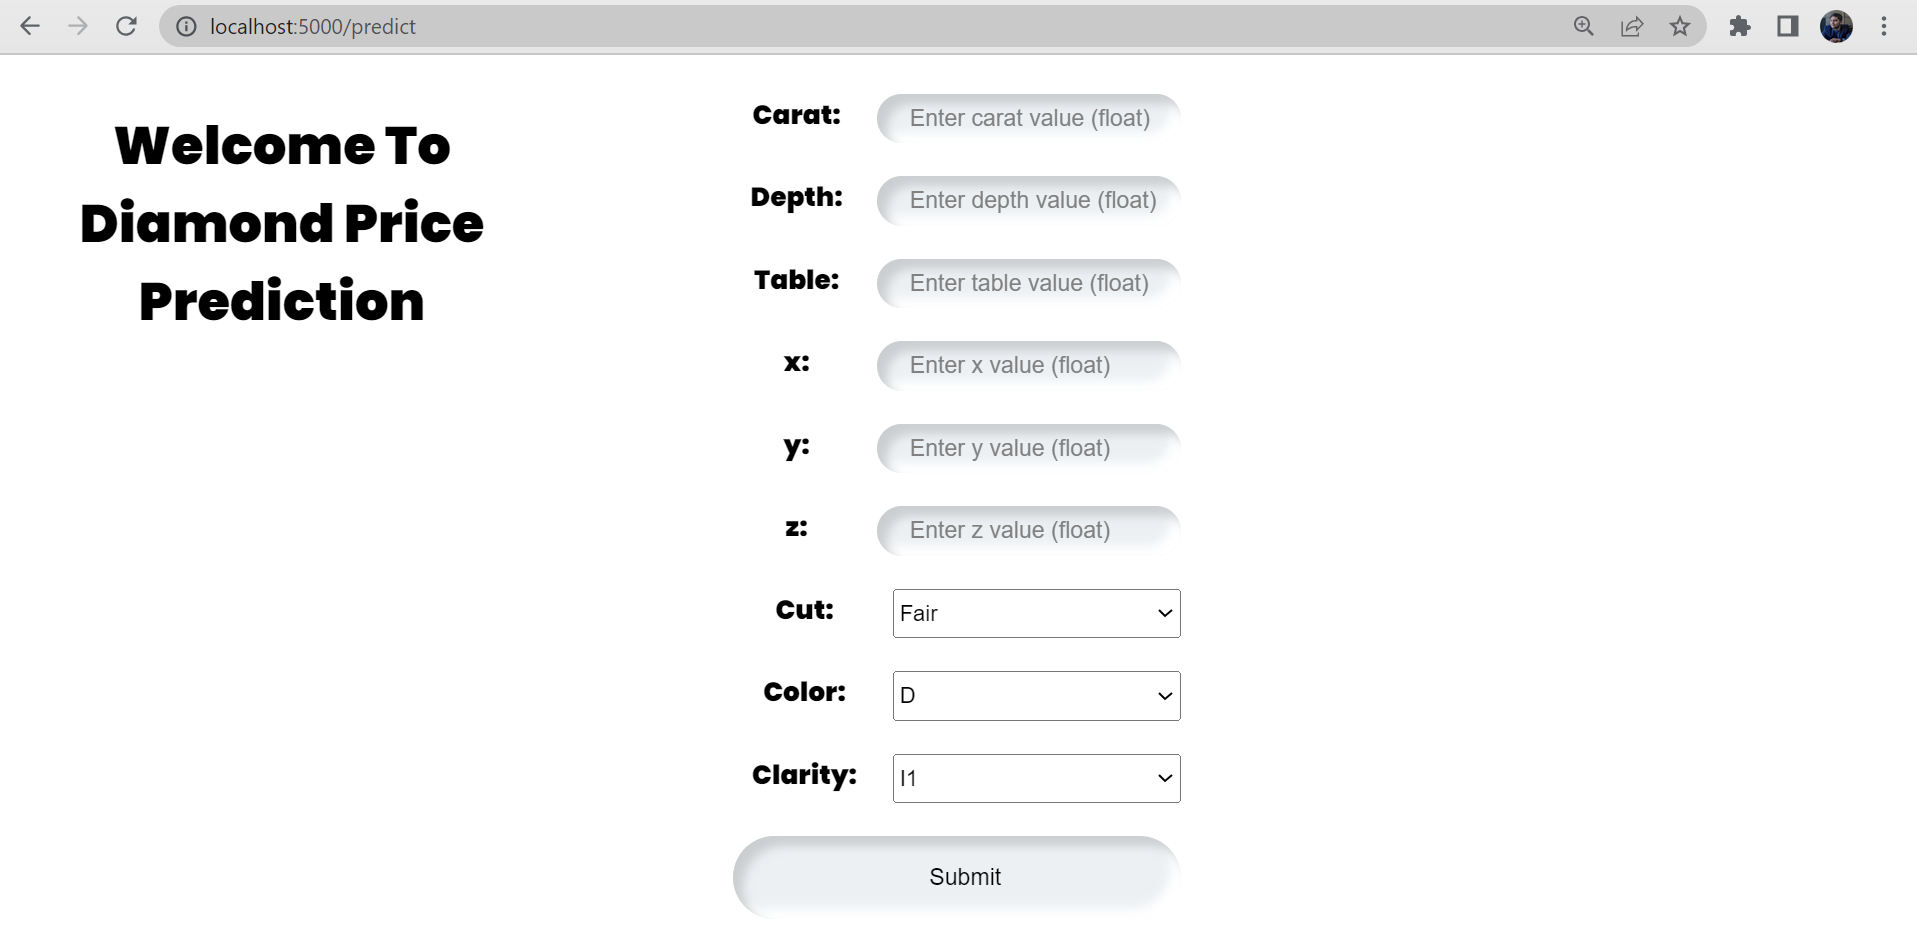 localhost:5000/predict
Welcome To
Diamond Price
Prediction
Carat: Enter carat value (float)
Depth: Enter depth value (float)
Table: Enter table value (float)
x: Enter x value (float)
y: Enter y value (float)
z: Enter z value (float)
Cut: Fair
Color: D
Clarity: I1
Submit